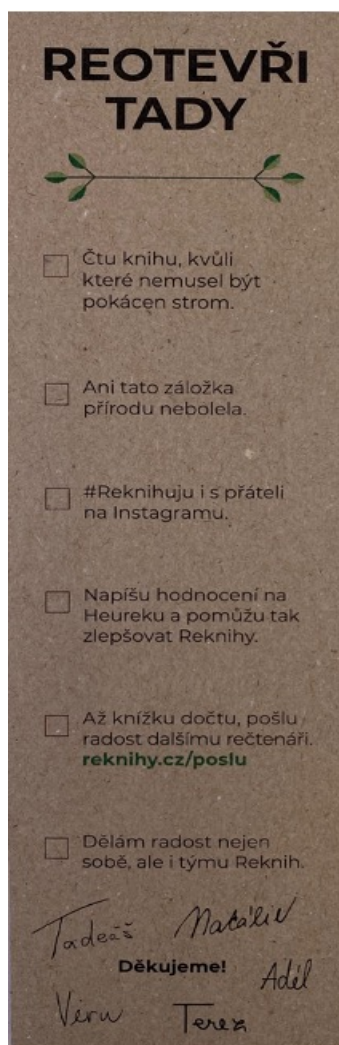 REOTEVŘI
TADY
Čtu knihu, kvůli
které nemusel být
pokácen strom.
Ani tato záložka
přírodu nebolela.
#Reknihuju i s přáteli
na Instagramu.
Napíšu hodnocení na
Heureku a pomůžu tak
zlepšovat Reknihy.
Až knížku dočtu, pošlu
radost dalšímu rečtenáři.
reknihy.cz/poslu
Dělám radost nejen
sobě, ale i týmu Reknih.
Tadeáš Natálie
Děkujeme!
Adél
Terez